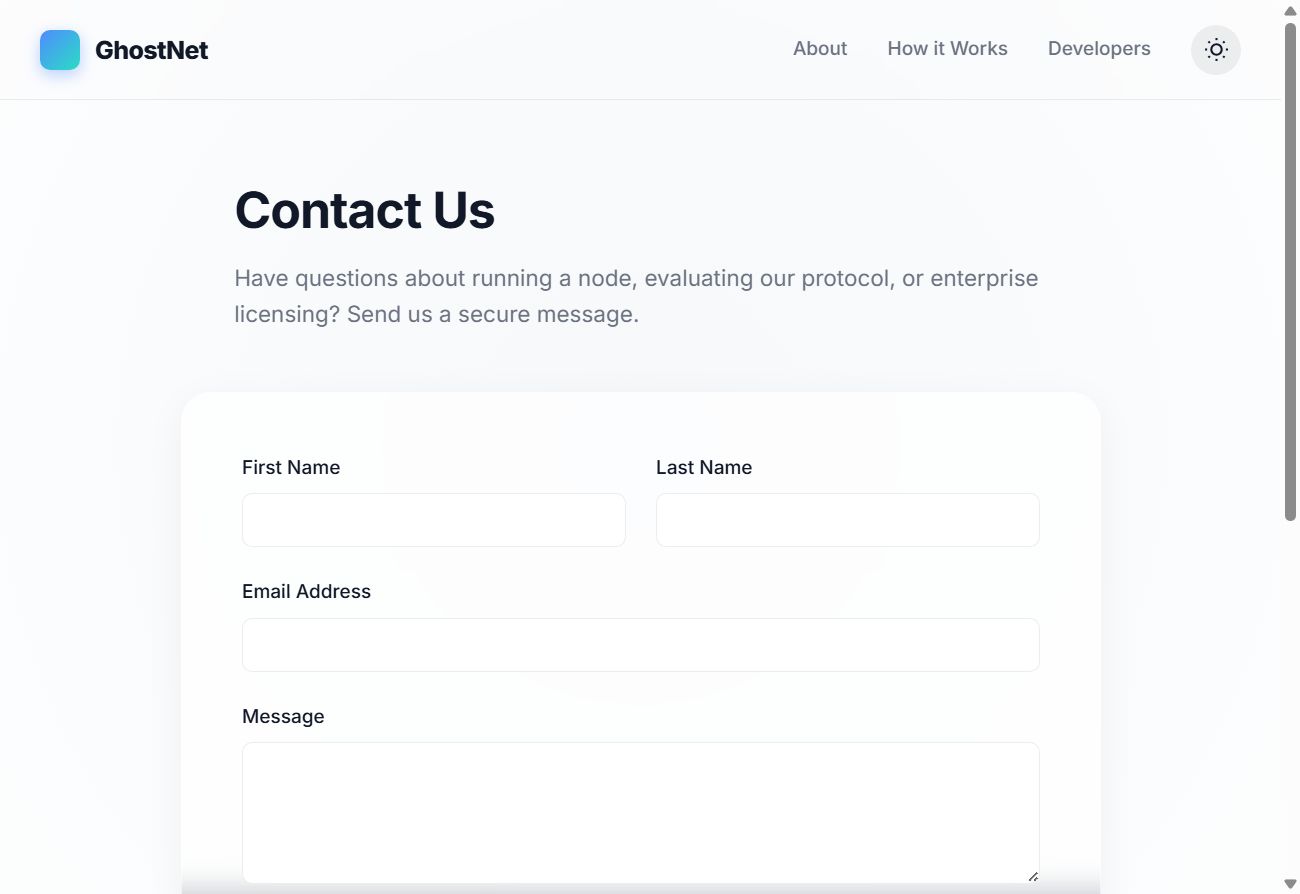 GhostNet
About
How it Works
Developers
Contact Us
Have questions about running a node, evaluating our protocol, or enterprise
licensing? Send us a secure message.
First Name
Last Name
Email Address
Message